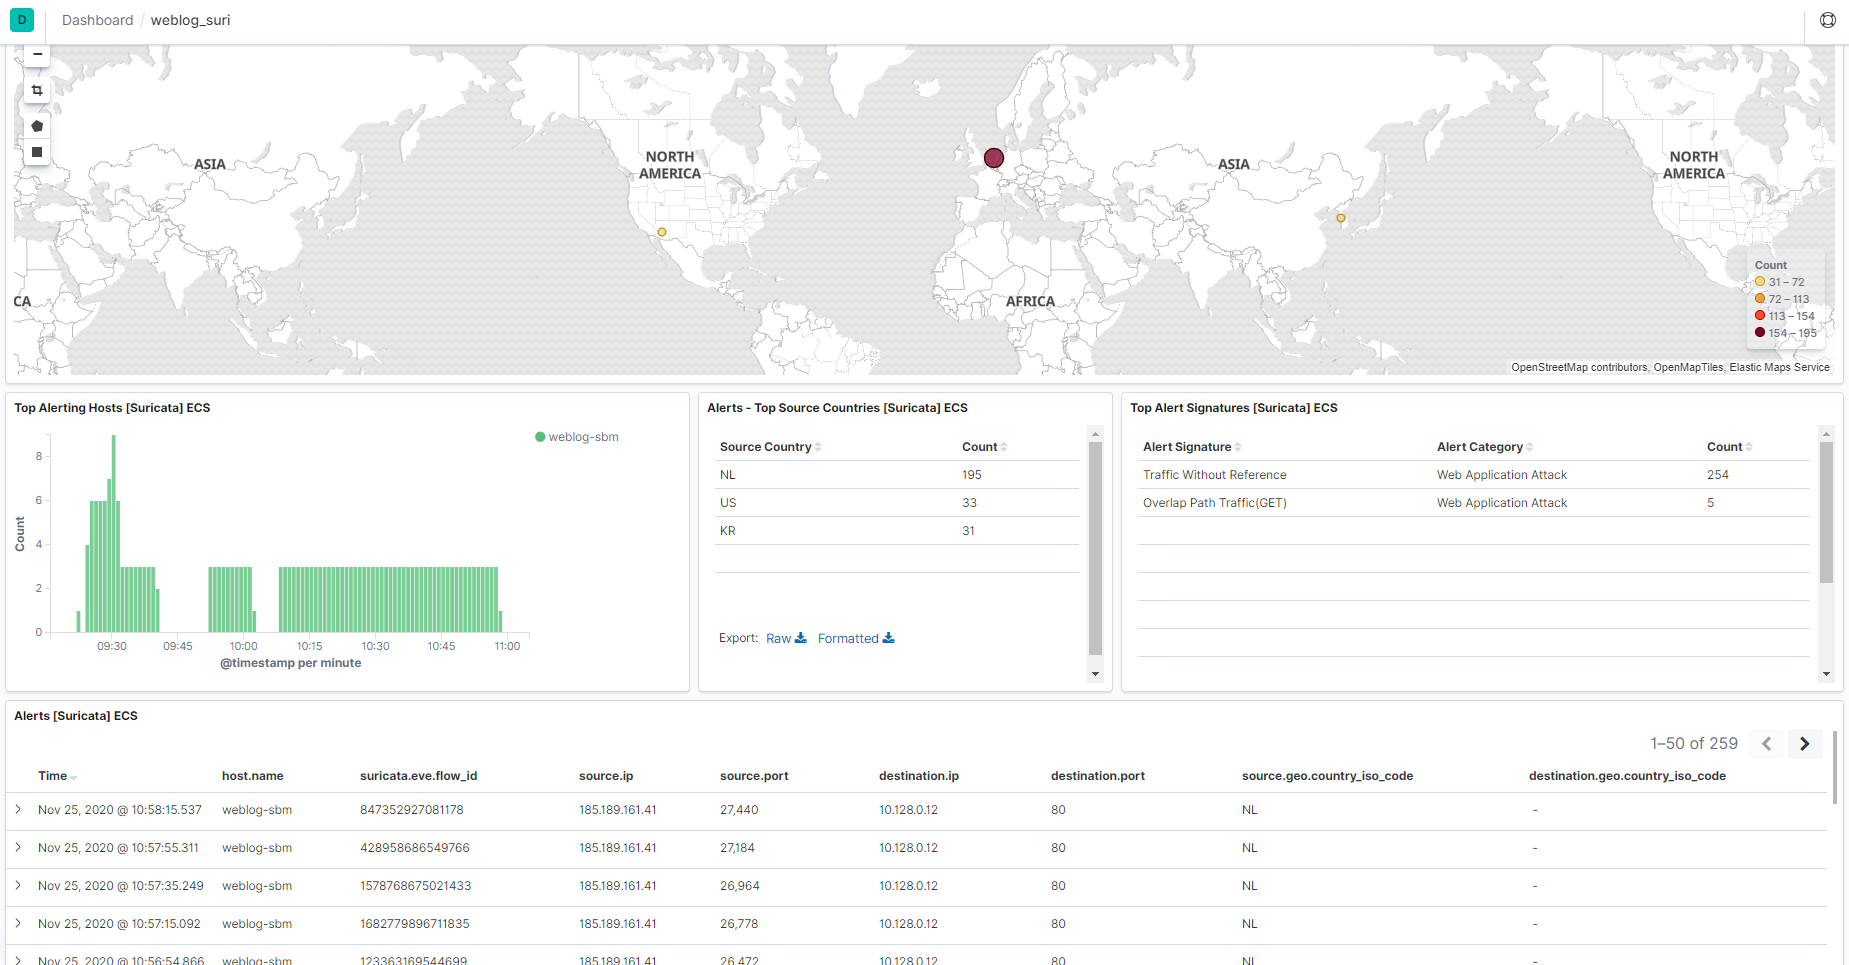 D Dashboard / weblog_suri
ASIA
NORTH AMERICA
ASIA
NORTH AMERICA
CA
AFRICA
Count
31 – 72
72 – 113
113 – 154
154 – 195
OpenStreetMap contributors, OpenMapTiles, Elastic Maps Service
Top Alerting Hosts [Suricata] ECS
weblog-sbm
Count
8
6
4
2
0
09:30 09:45 10:00 10:15 10:30 10:45 11:00
@timestamp per minute
Alerts - Top Source Countries [Suricata] ECS
Source Country Count
NL 195
US 33
KR 31
Export: Raw Formatted
Top Alert Signatures [Suricata] ECS
Alert Signature Alert Category Count
Traffic Without Reference Web Application Attack 254
Overlap Path Traffic(GET) Web Application Attack 5
Alerts [Suricata] ECS
1–50 of 259
Time host.name suricata.eve.flow_id source.ip source.port destination.ip destination.port source.geo.country_iso_code destination.geo.country_iso_code
Nov 25, 2020 @ 10:58:15.537 weblog-sbm 847352927081178 185.189.161.41 27,440 10.128.0.12 80 NL -
Nov 25, 2020 @ 10:57:55.311 weblog-sbm 428958686549766 185.189.161.41 27,184 10.128.0.12 80 NL -
Nov 25, 2020 @ 10:57:35.249 weblog-sbm 1578768675021433 185.189.161.41 26,964 10.128.0.12 80 NL -
Nov 25, 2020 @ 10:57:15.092 weblog-sbm 1682779896711835 185.189.161.41 26,778 10.128.0.12 80 NL -
Nov 25, 2020 @ 10:56:54.866 weblog-sbm 123363169544699 185.189.161.41 26,472 10.128.0.12 80 NL -